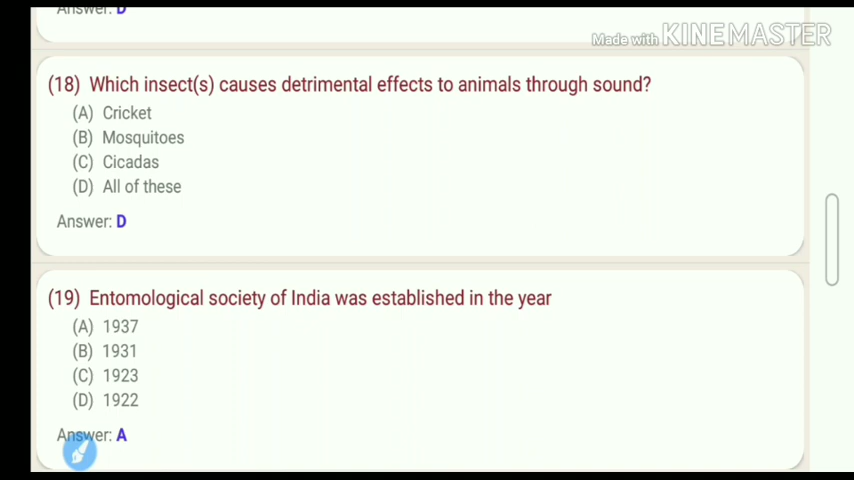 Answer: D
Made with KINEMASTER
(18) Which insect(s) causes detrimental effects to animals through sound?
(A) Cricket
(B) Mosquitoes
(C) Cicadas
(D) All of these
Answer: D
(19) Entomological society of India was established in the year
(A) 1937
(B) 1931
(C) 1923
(D) 1922
Answer: A